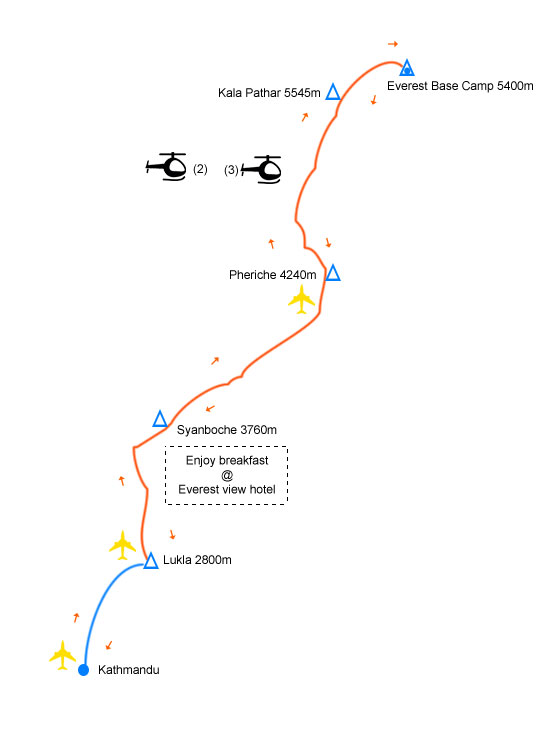 Kala Pathar 5545m
Everest Base Camp 5400m
(2)
(3)
Pheriche 4240m
Syanboche 3760m
Enjoy breakfast
@
Everest view hotel
Lukla 2800m
Kathmandu